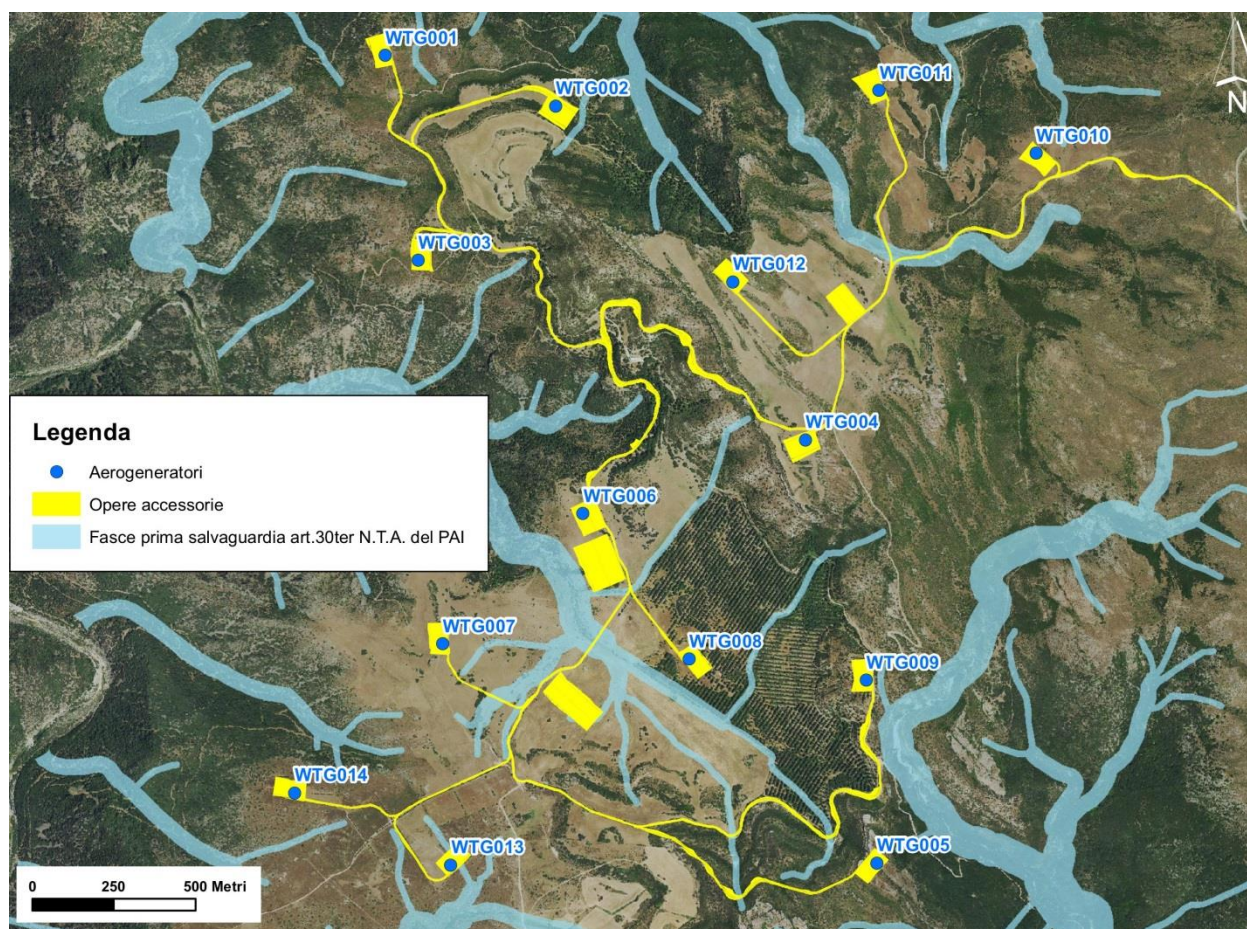 WTG001
WTG002
WTG011
WTG010
N
WTG003
WTG012
WTG004
Legenda
Aerogeneratori
Opere accessorie
Fasce prima salvaguardia art.30ter N.T.A. del PAI
WTG006
WTG007
WTG008
WTG009
WTG014
WTG013
WTG005
0 250 500 Metri